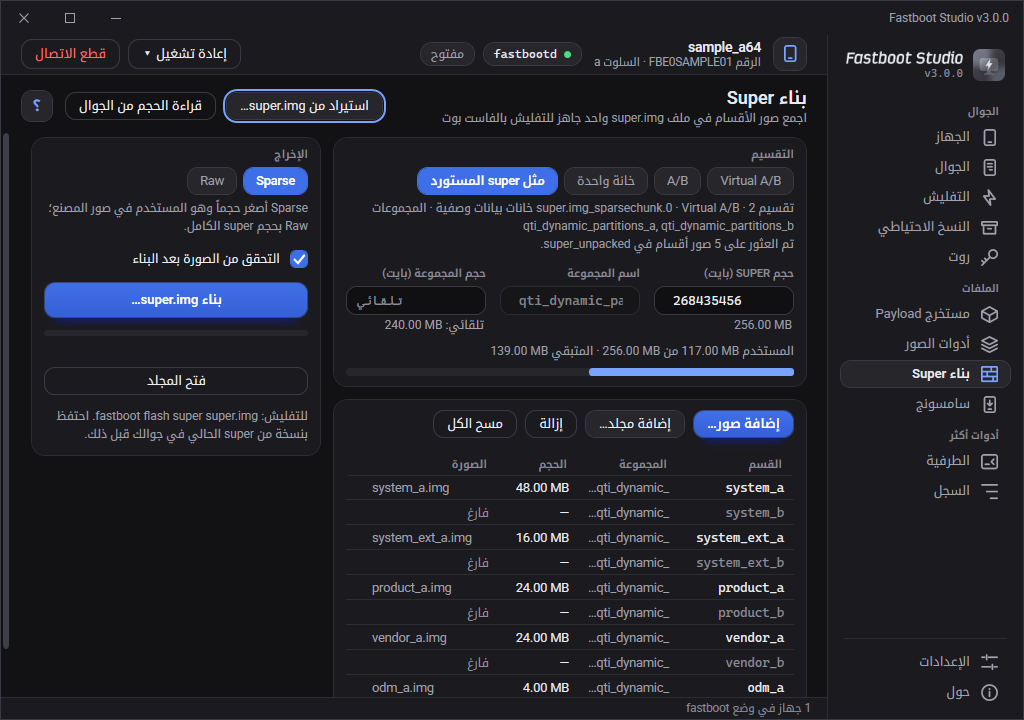 Fastboot Studio v3.0.0
Fastboot Studio
v3.0.0
الجوال
الجهاز
الجوال
التفليش
النسخ الاحتياطي
روت
الملفات
مستخرج Payload
أدوات الصور
بناء Super
سامسونج
أدوات أكثر
الطرفية
السجل
الإعدادات
حول
sample_a64
الرقم FBE0SAMPLE01 · السلوت a
fastbootd
مفتوح
إعادة تشغيل
قطع الاتصال
بناء Super
اجمع صور الأقسام في ملف super.img واحد جاهز للتفليش بالفاست بوت
استيراد من super.img...
قراءة الحجم من الجوال
؟
التقسيم
Virtual A/B
A/B
خانة واحدة
مثل super المستورد
تقسيم super.img_sparsechunk.0 · Virtual A/B · 2 خانات بيانات وصفية · المجموعات
qti_dynamic_partitions_a, qti_dynamic_partitions_b
تم العثور على 5 صور أقسام في super_unpacked.
حجم SUPER (بايت)
اسم المجموعة
حجم المجموعة (بايت)
268435456
qti_dynamic_pa
تلقائي
256.00 MB
تلقائي: 240.00 MB
المستخدم 117.00 MB من 256.00 MB · المتبقي 139.00 MB
إضافة صور...
إضافة مجلد...
إزالة
مسح الكل
القسم المجموعة الحجم الصورة
system_a qti_dynamic_... 48.00 MB system_a.img
system_b qti_dynamic_... — فارغ
system_ext_a qti_dynamic_... 16.00 MB system_ext_a.img
system_ext_b qti_dynamic_... — فارغ
product_a qti_dynamic_... 24.00 MB product_a.img
product_b qti_dynamic_... — فارغ
vendor_a qti_dynamic_... 24.00 MB vendor_a.img
vendor_b qti_dynamic_... — فارغ
odm_a qti_dynamic_... 4.00 MB odm_a.img
الإخراج
Sparse
Raw
Sparse أصغر حجماً وهو المستخدم في صور المصنع؛
Raw بحجم super الكامل.
التحقق من الصورة بعد البناء
بناء super.img...
فتح المجلد
للتفليش: fastboot flash super super.img. احتفظ
بنسخة من super الحالي في جوالك قبل ذلك.
1 جهاز في وضع fastboot